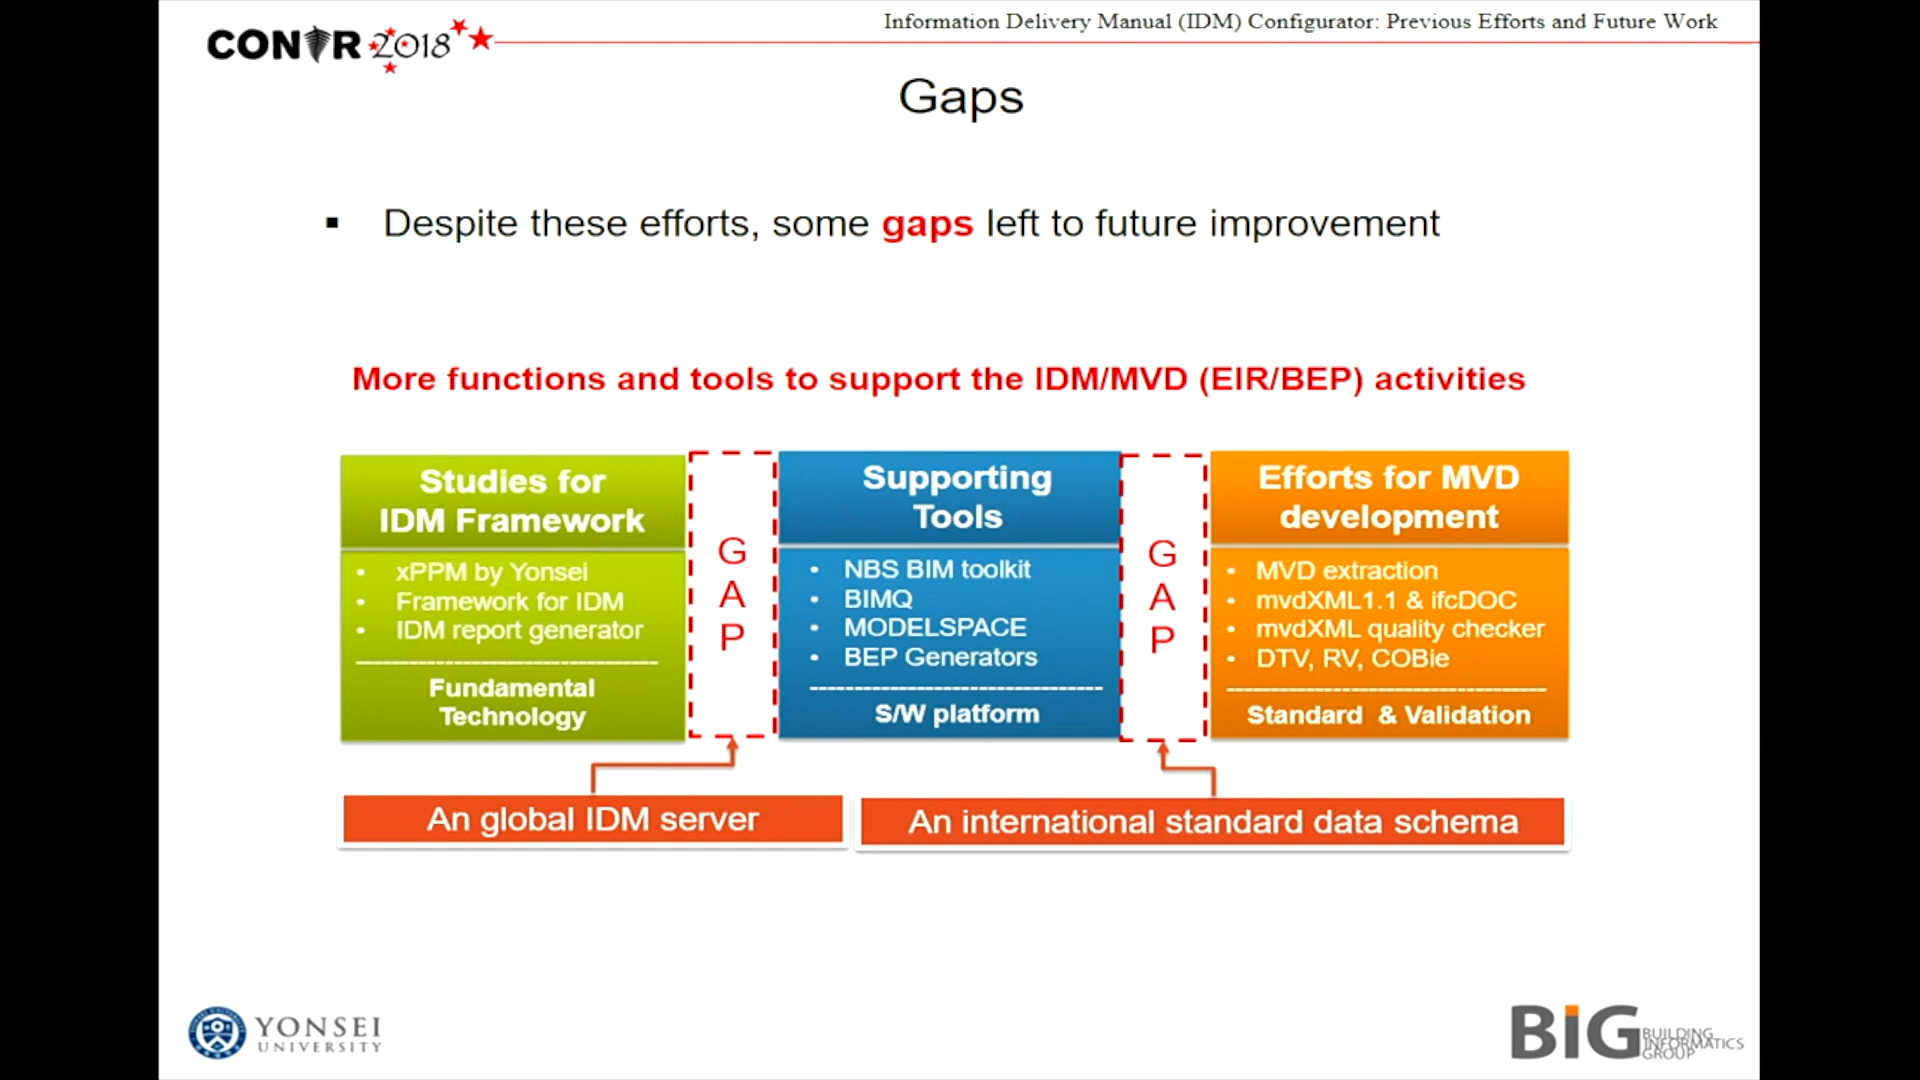 CONVR 2018
Information Delivery Manual (IDM) Configurator: Previous Efforts and Future Work
Gaps
▪ Despite these efforts, some gaps left to future improvement
More functions and tools to support the IDM/MVD (EIR/BEP) activities
Studies for
IDM Framework
• xPPM by Yonsei
• Framework for IDM
• IDM report generator
Fundamental
Technology
G
A
P
Supporting
Tools
• NBS BIM toolkit
• BIMQ
• MODELSPACE
• BEP Generators
S/W platform
G
A
P
Efforts for MVD
development
• MVD extraction
• mvdXML1.1 & ifcDOC
• mvdXML quality checker
• DTV, RV, COBie
Standard & Validation
An global IDM server
An international standard data schema
YONSEI
UNIVERSITY
BIG
BUILDING
INFORMATICS
GROUP